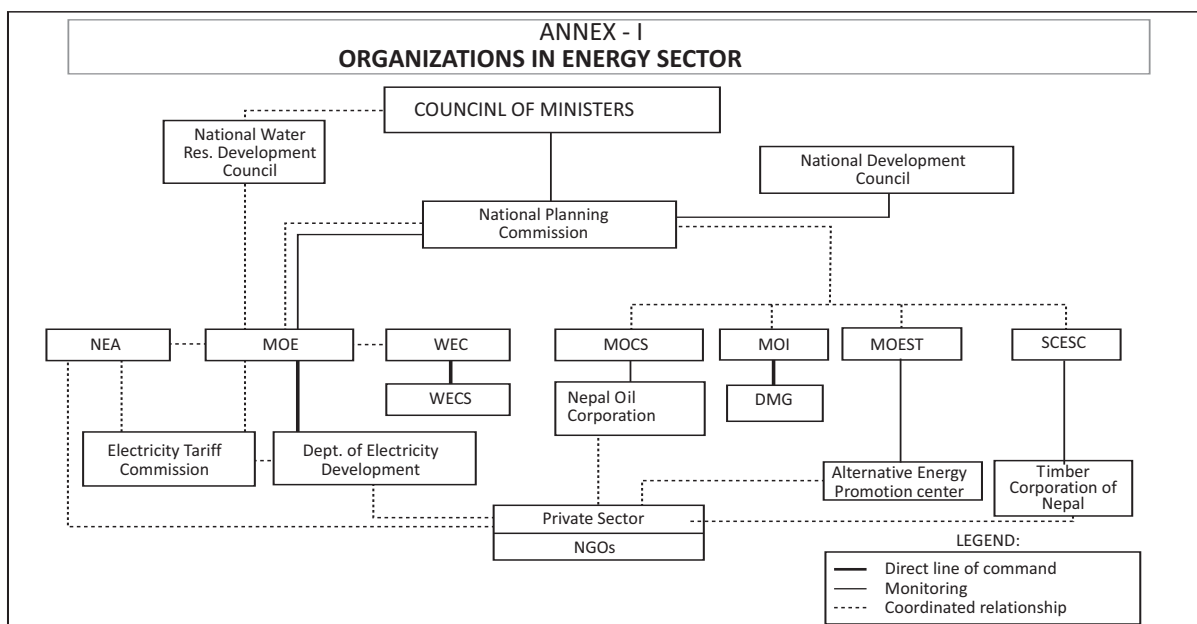 ANNEX - I
ORGANIZATIONS IN ENERGY SECTOR
COUNCINL OF MINISTERS
National Water
Res. Development
Council
National Development
Council
National Planning
Commission
NEA
MOE
WEC
MOCS
MOI
MOEST
SCESC
WECS
Nepal Oil
Corporation
DMG
Electricity Tariff
Commission
Dept. of Electricity
Development
Alternative Energy
Promotion center
Timber
Corporation of
Nepal
Private Sector
NGOs
LEGEND:
Direct line of command
Monitoring
Coordinated relationship